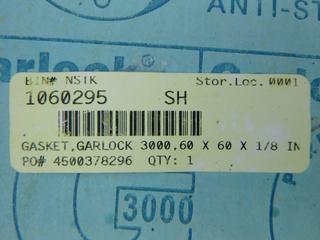 ANTI-ST
Garlock
BIN# NSTK Stor.Loc. 0001
1060295 SH
GASKET,GARLOCK 3000,60 X 60 X 1/8 IN
PO# 4500378296 QTY: 1
3000